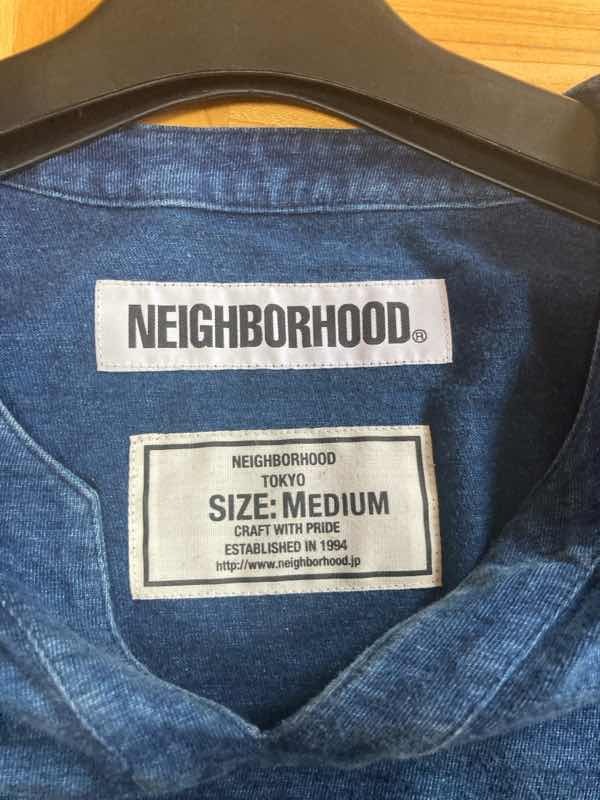 NEIGHBORHOOD®
NEIGHBORHOOD
TOKYO
SIZE: MEDIUM
CRAFT WITH PRIDE
ESTABLISHED IN 1994
http://www.neighborhood.jp